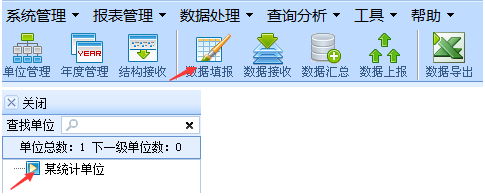 系统管理 报表管理 数据处理 查询分析 工具 帮助
YEAR
单位管理 年度管理 结构接收 数据填报 数据接收 数据汇总 数据上报 数据导出
关闭
查找单位
单位总数：1 下一级单位数：0
某统计单位